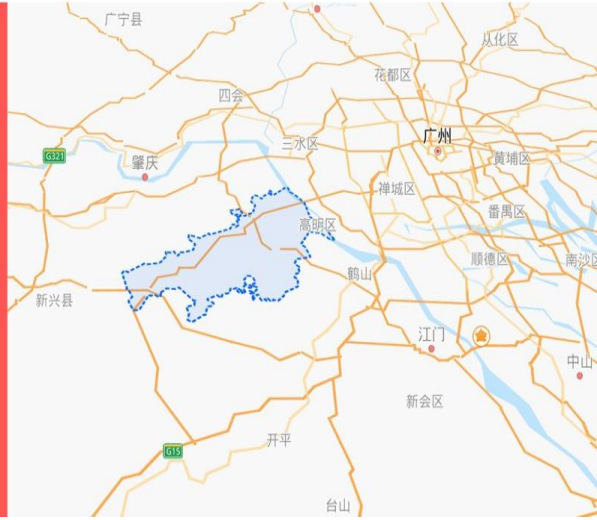 广宁县
从化区
花都区
四会
广州
三水区
G321
肇庆
黄埔区
禅城区
番禺区
高明区
顺德区
南沙区
鹤山
新兴县
江门
中山
新会区
开平
G15
台山